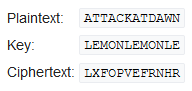 Plaintext: ATTACKATDAWN
Key: LEMONLEMONLE
Ciphertext: LXFOPVEFRNHR